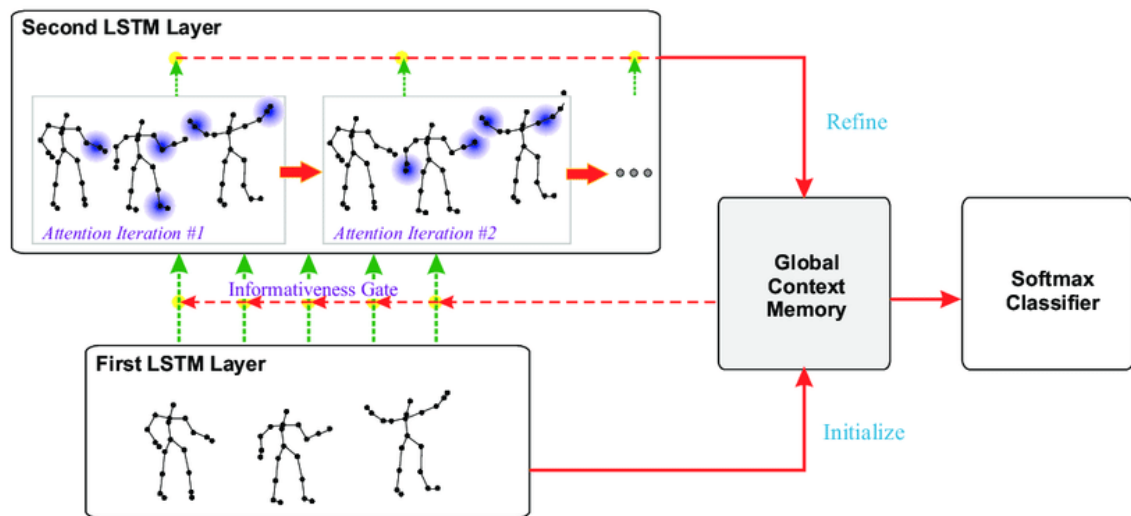 Second LSTM Layer
Attention Iteration #1
Attention Iteration #2
Refine
Informativeness Gate
Global
Context
Memory
Softmax
Classifier
First LSTM Layer
Initialize